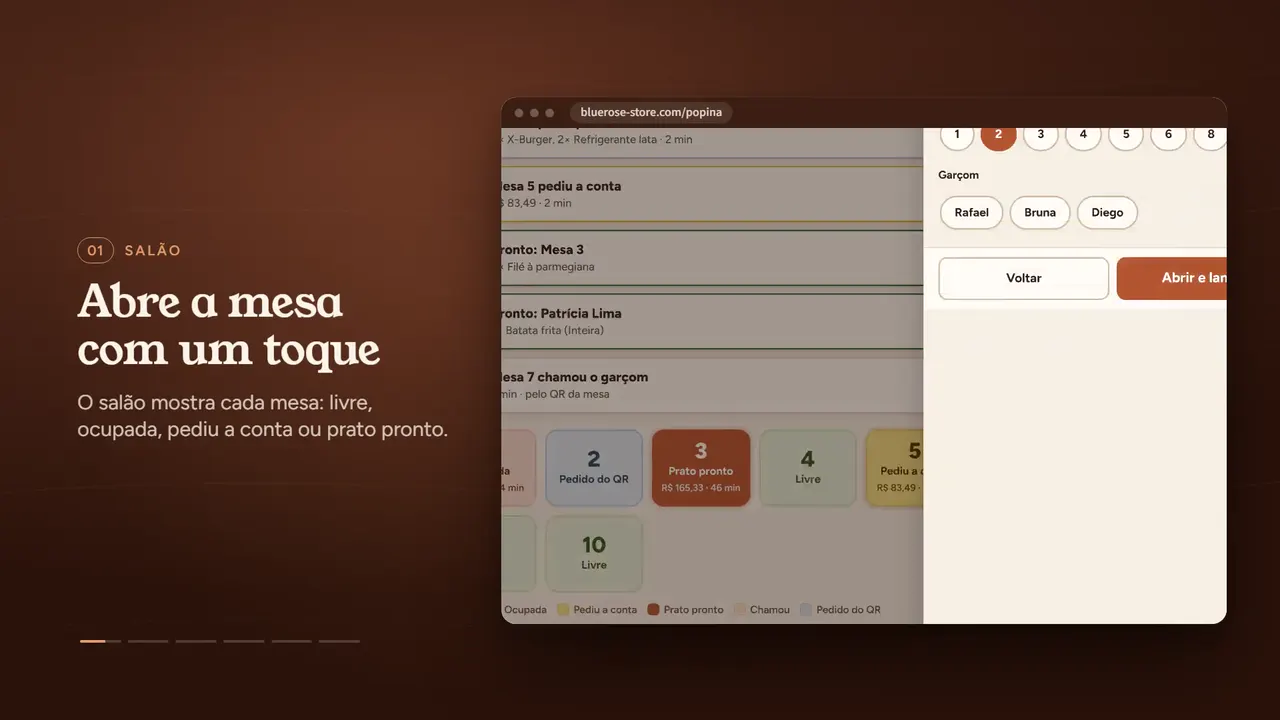 01 SALÃO
Abre a mesa
com um toque
O salão mostra cada mesa: livre,
ocupada, pediu a conta ou prato pronto.
bluerose-store.com/popina
X-Burger, 2× Refrigerante lata · 2 min
esa 5 pediu a conta
83,49 · 2 min
ronto: Mesa 3
Filé à parmegiana
ronto: Patrícia Lima
Batata frita (Inteira)
esa 7 chamou o garçom
min · pelo QR da mesa
da
4 min
2
Pedido do QR
3
Prato pronto
R$ 165,33 · 46 min
4
Livre
5
Pediu a c
R$ 83,49 ·
10
Livre
Ocupada Pediu a conta Prato pronto Chamou Pedido do QR
1 2 3 4 5 6 8
Garçom
Rafael Bruna Diego
Voltar Abrir e lan